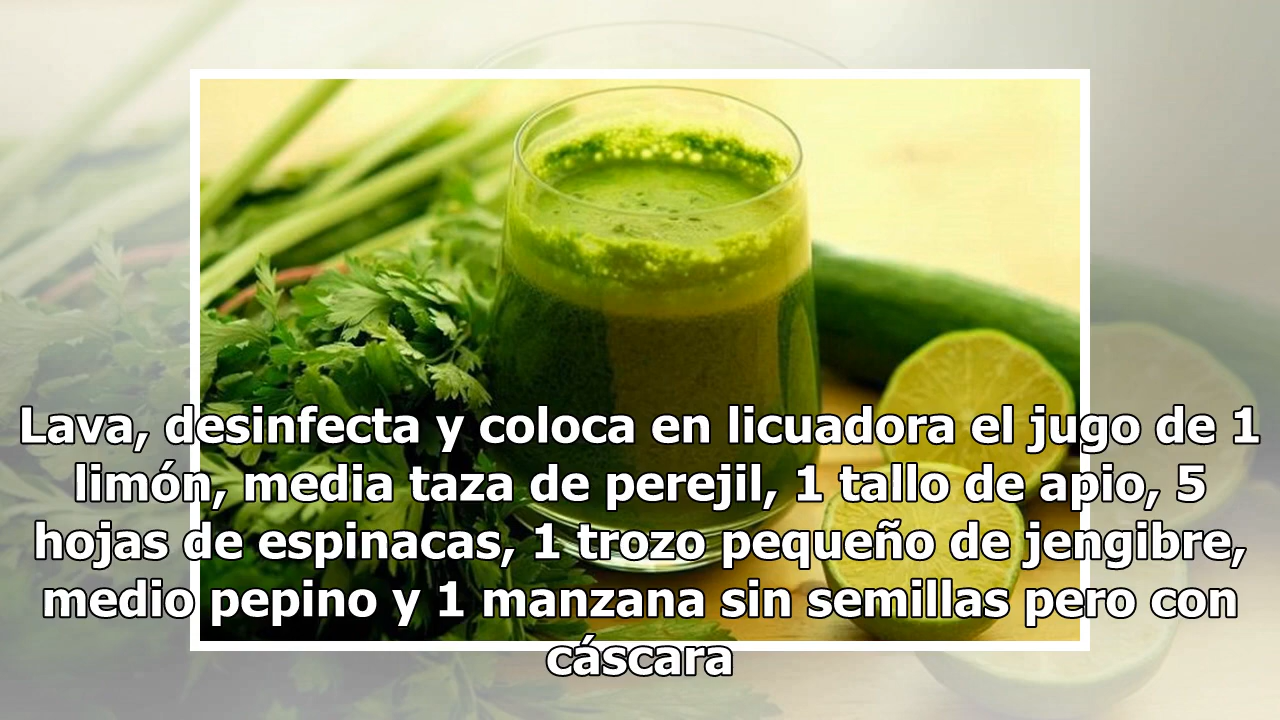 Lava, desinfecta y coloca en licuadora el jugo de 1
limón, media taza de perejil, 1 tallo de apio, 5
hojas de espinacas, 1 trozo pequeño de jengibre,
medio pepino y 1 manzana sin semillas pero con
cáscara